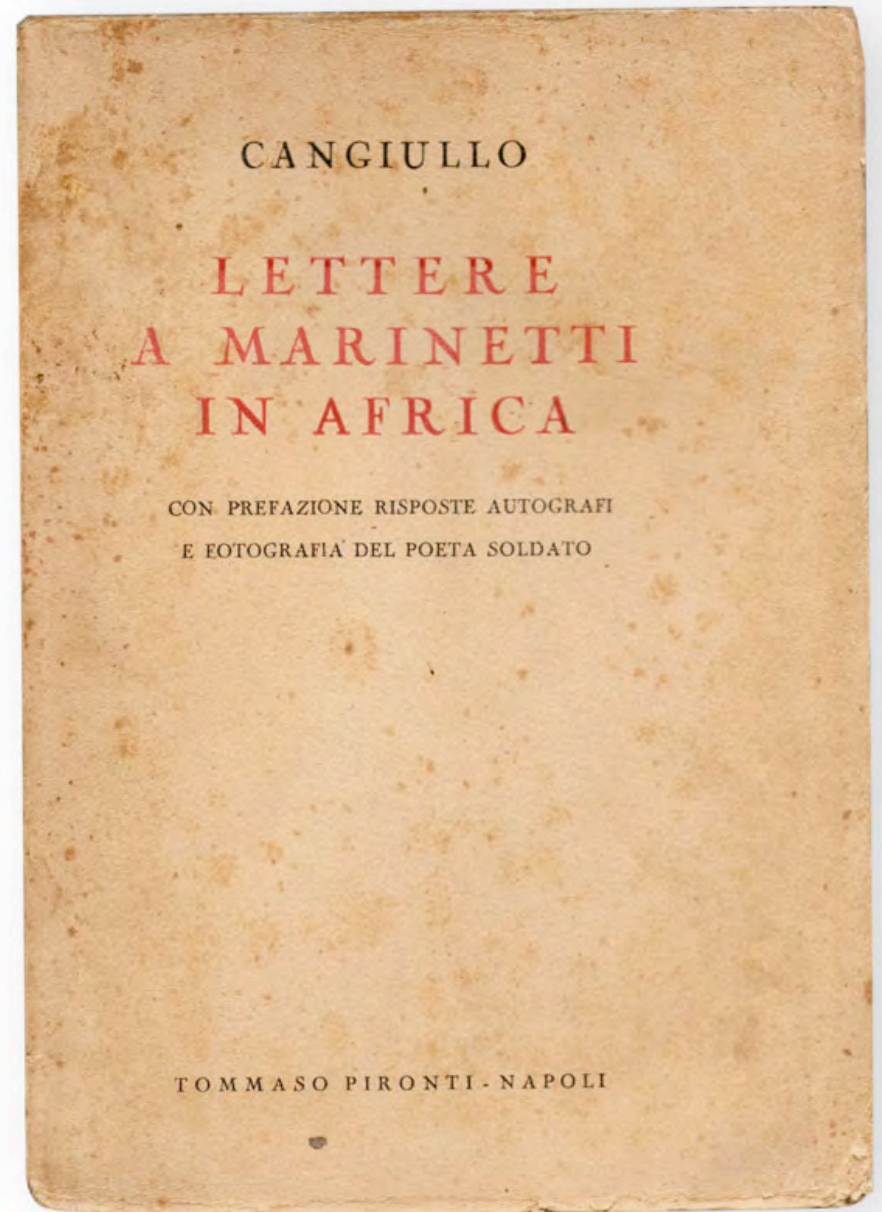 CANGIULLO
LETTERE
A MARINETTI
IN AFRICA
CON PREFAZIONE RISPOSTE AUTOGRAFI
E FOTOGRAFIA DEL POETA SOLDATO
TOMMASO PIRONTI - NAPOLI